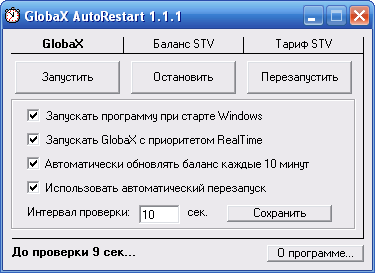 GlobaX AutoRestart 1.1.1
GlobaX Баланс STV Тариф STV
Запустить Остановить Перезапустить
Запускать программу при старте Windows
Запускать GlobaX с приоритетом RealTime
Автоматически обновлять баланс каждые 10 минут
Использовать автоматический перезапуск
Интервал проверки: 10 сек. Сохранить
До проверки 9 сек... О программе...